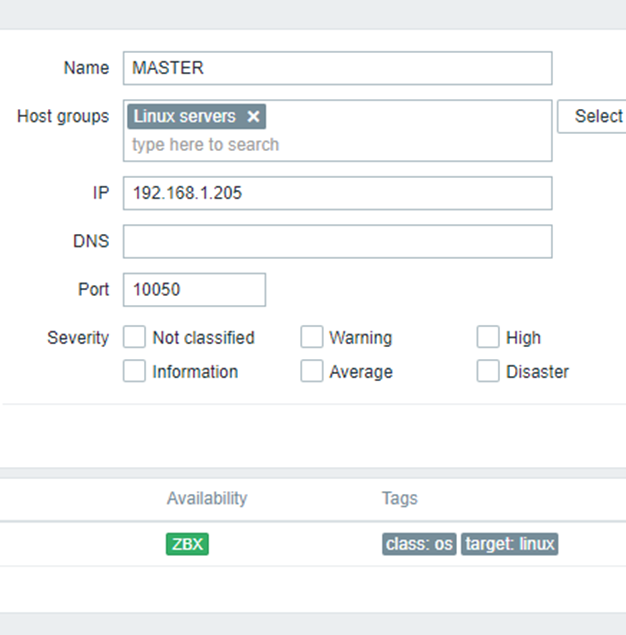 Name MASTER
Host groups Linux servers × Select
type here to search
IP 192.168.1.205
DNS
Port 10050
Severity Not classified Warning High
Information Average Disaster
Availability Tags
ZBX class: os target: linux